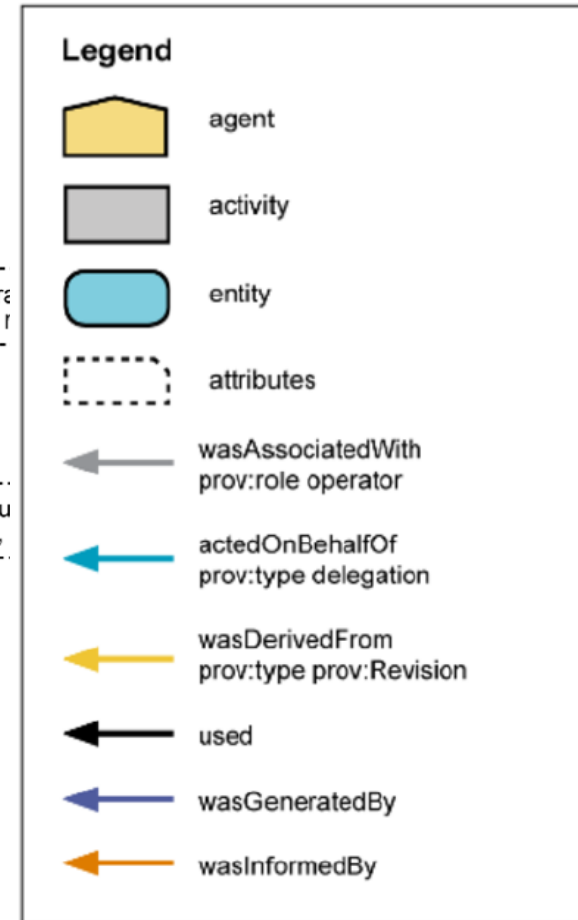 Legend
agent
activity
entity
attributes
wasAssociatedWith
prov:role operator
actedOnBehalfOf
prov:type delegation
wasDerivedFrom
prov:type prov:Revision
used
wasGeneratedBy
wasInformedBy